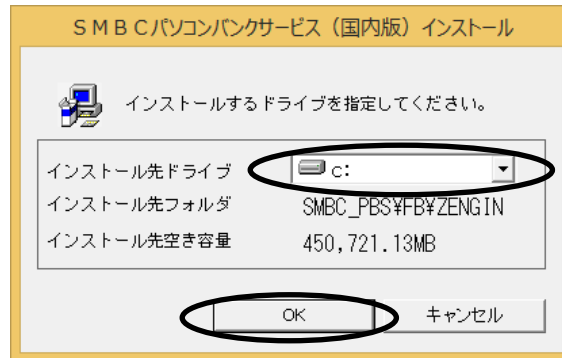 ＳＭＢＣパソコンバンクサービス（国内版）インストール
インストールするドライブを指定してください。
インストール先ドライブ c:
インストール先フォルダ SMBC_PBS¥FB¥ZENGIN
インストール先空き容量 450,721.13MB
OK キャンセル